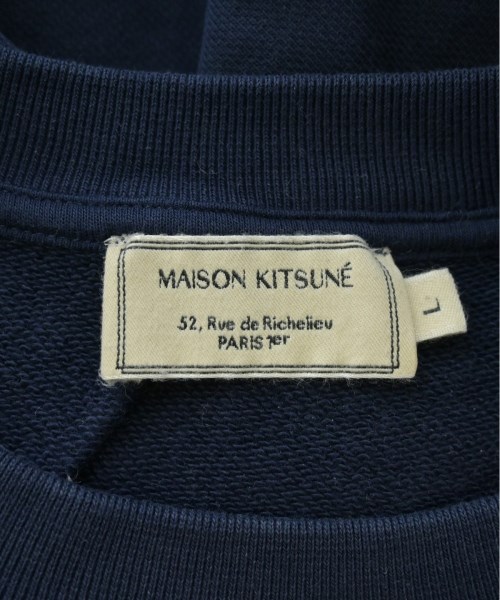 MAISON KITSUNÉ
52, Rue de Richelieu
PARIS 1er
L